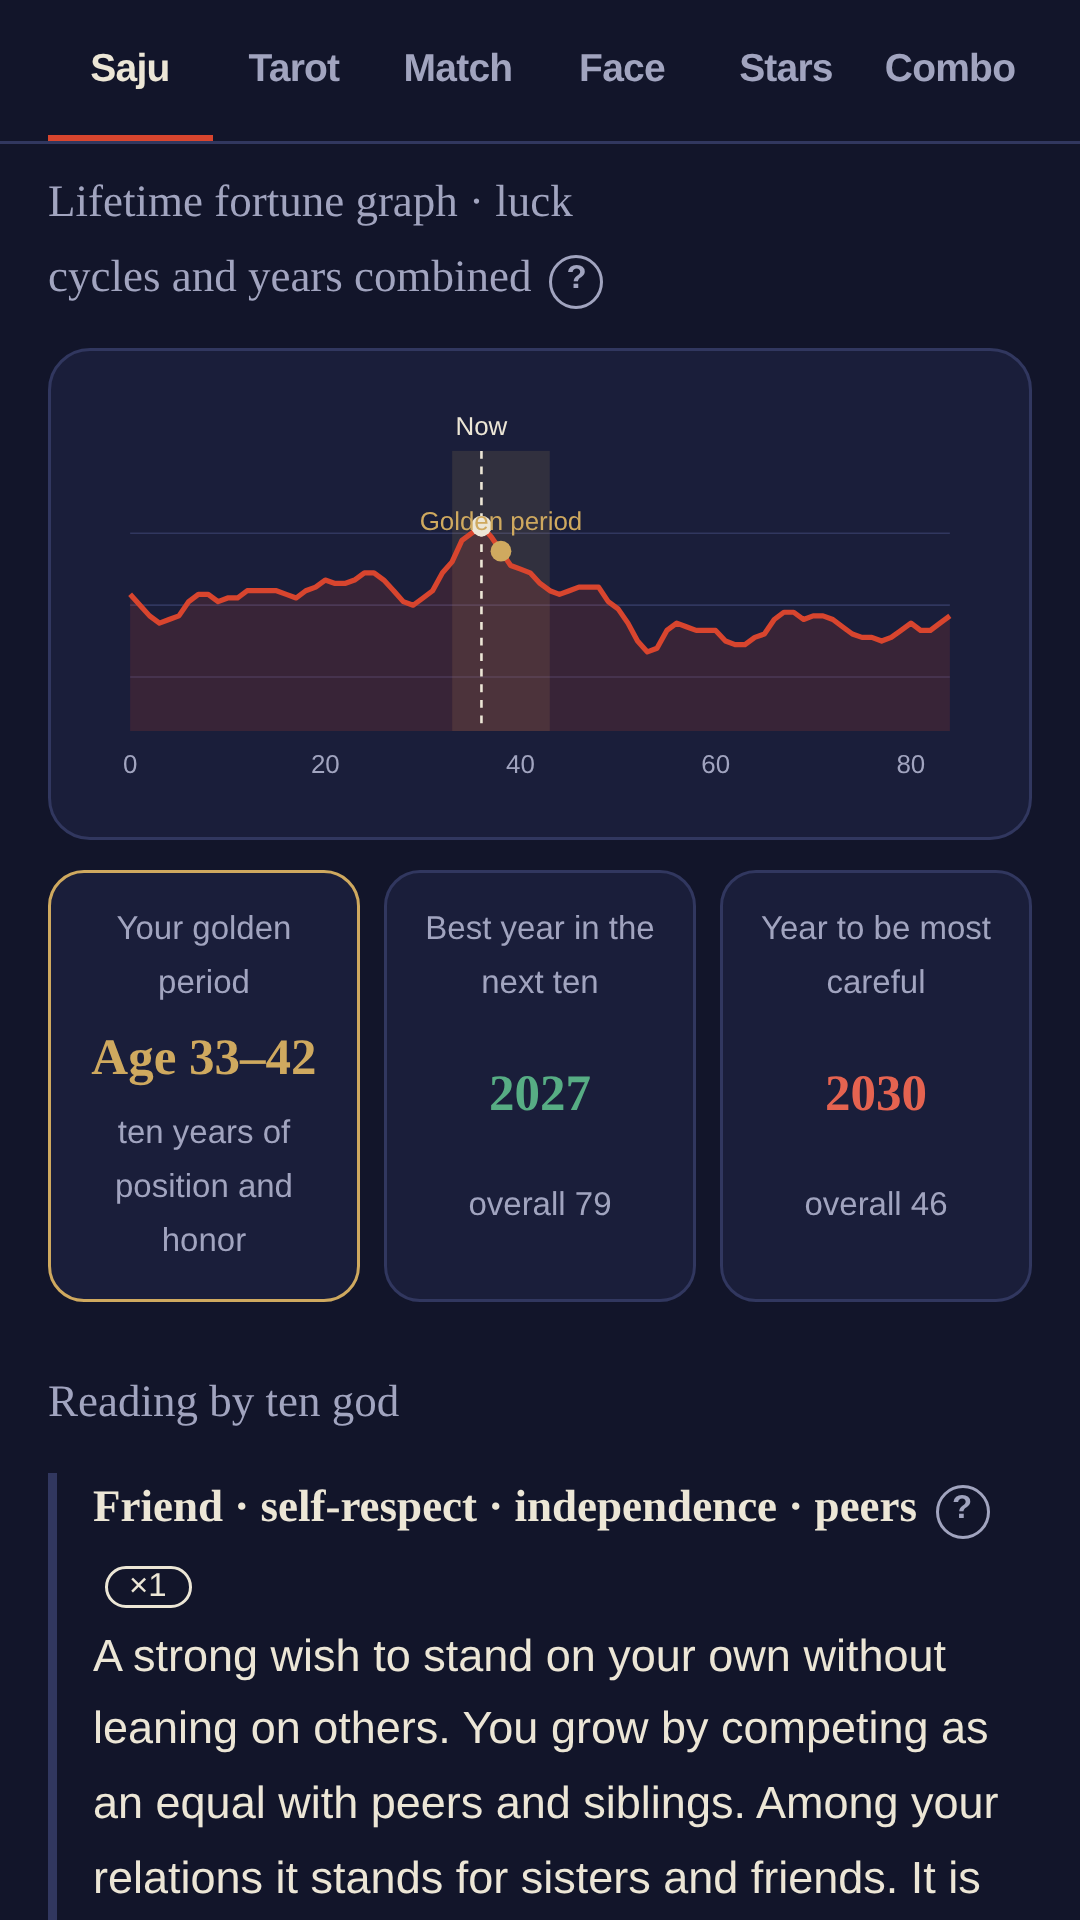 Saju Tarot Match Face Stars Combo
Lifetime fortune graph · luck
cycles and years combined ?
Now
Golden period
0 20 40 60 80
Your golden
period
Age 33–42
ten years of
position and
honor
Best year in the
next ten
2027
overall 79
Year to be most
careful
2030
overall 46
Reading by ten god
Friend · self-respect · independence · peers ?
×1
A strong wish to stand on your own without
leaning on others. You grow by competing as
an equal with peers and siblings. Among your
relations it stands for sisters and friends. It is